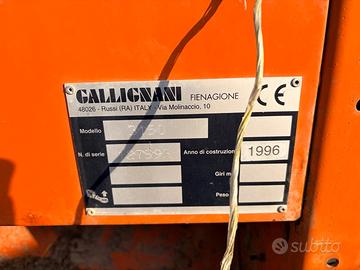 GALLIGNANI FIENAGIONE
48026 - Russi (RA) ITALY - Via Molinaccio, 10
Modello
N. di serie
Anno di costruzione 1996
Giri m
Peso
subito